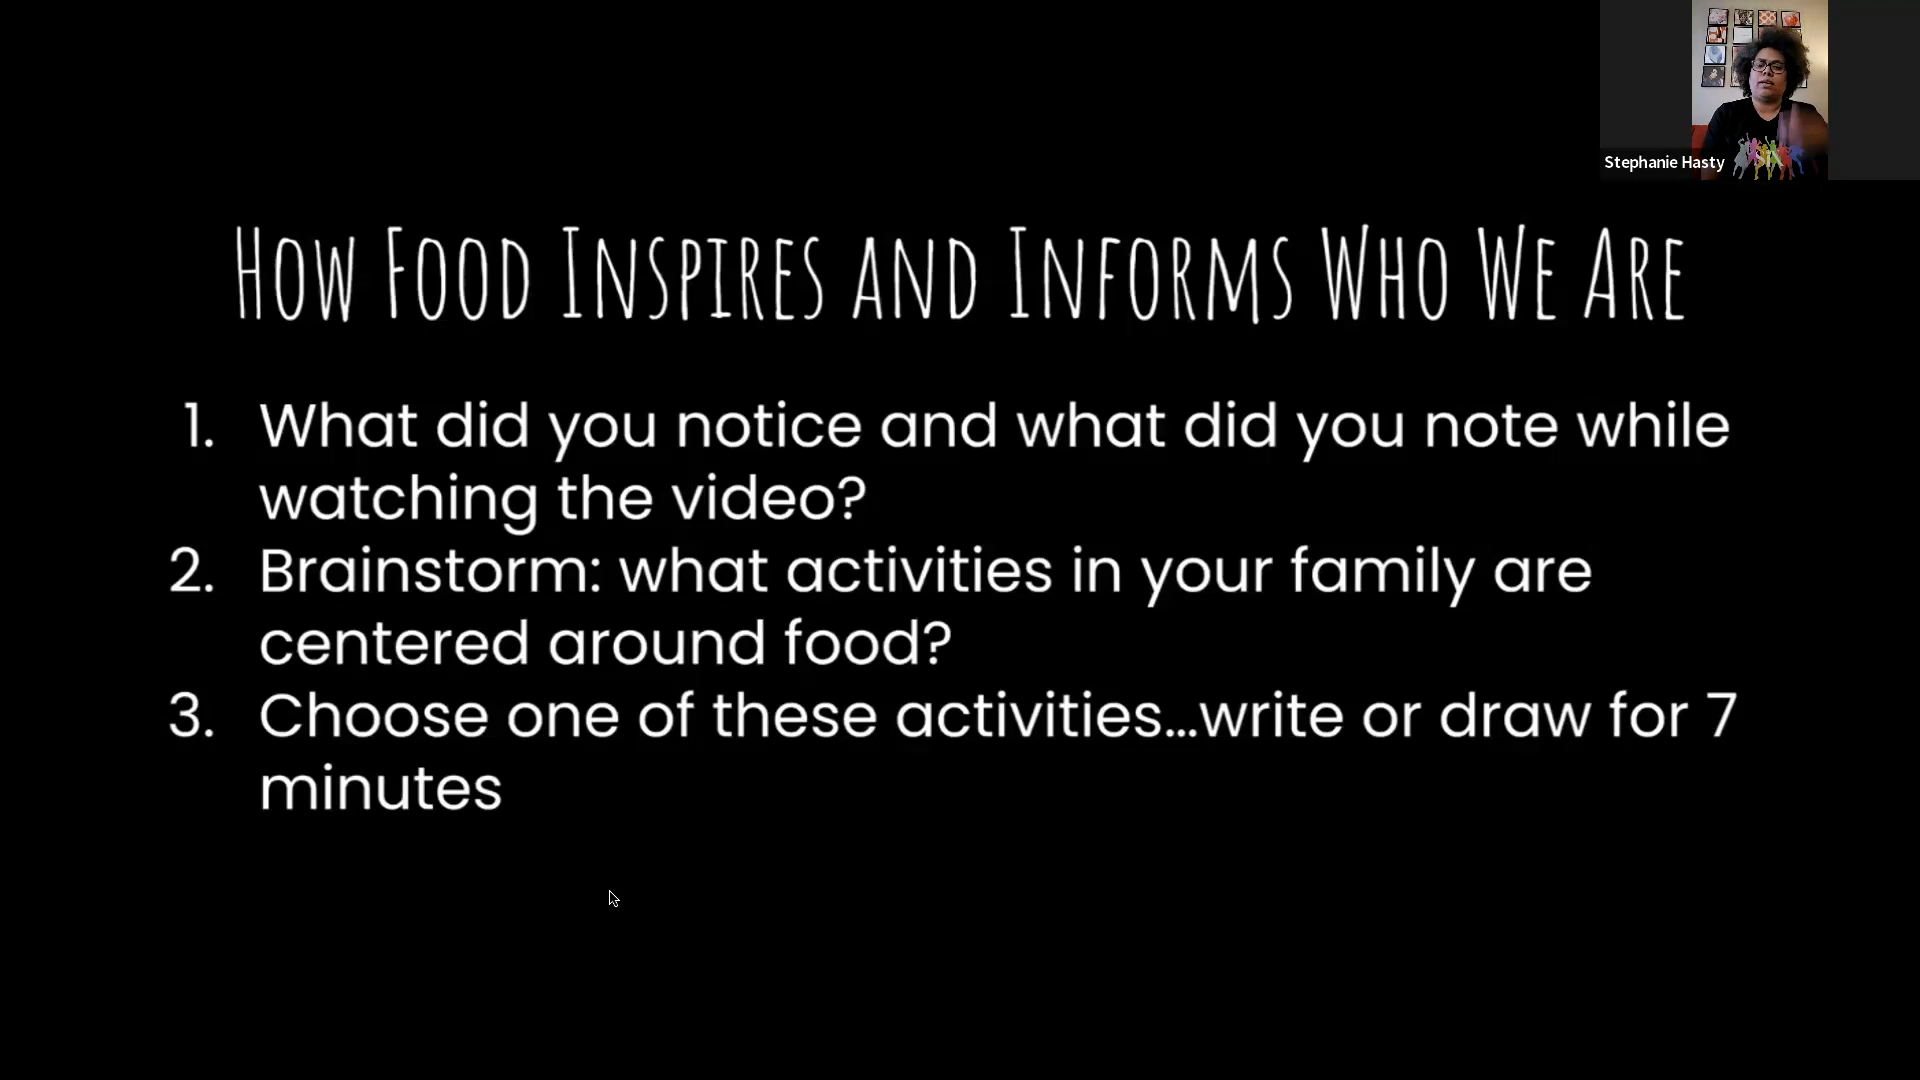 Stephanie Hasty
SIX
How Food Inspires and Informs Who We Are
1. What did you notice and what did you note while
watching the video?
2. Brainstorm: what activities in your family are
centered around food?
3. Choose one of these activities...write or draw for 7
minutes